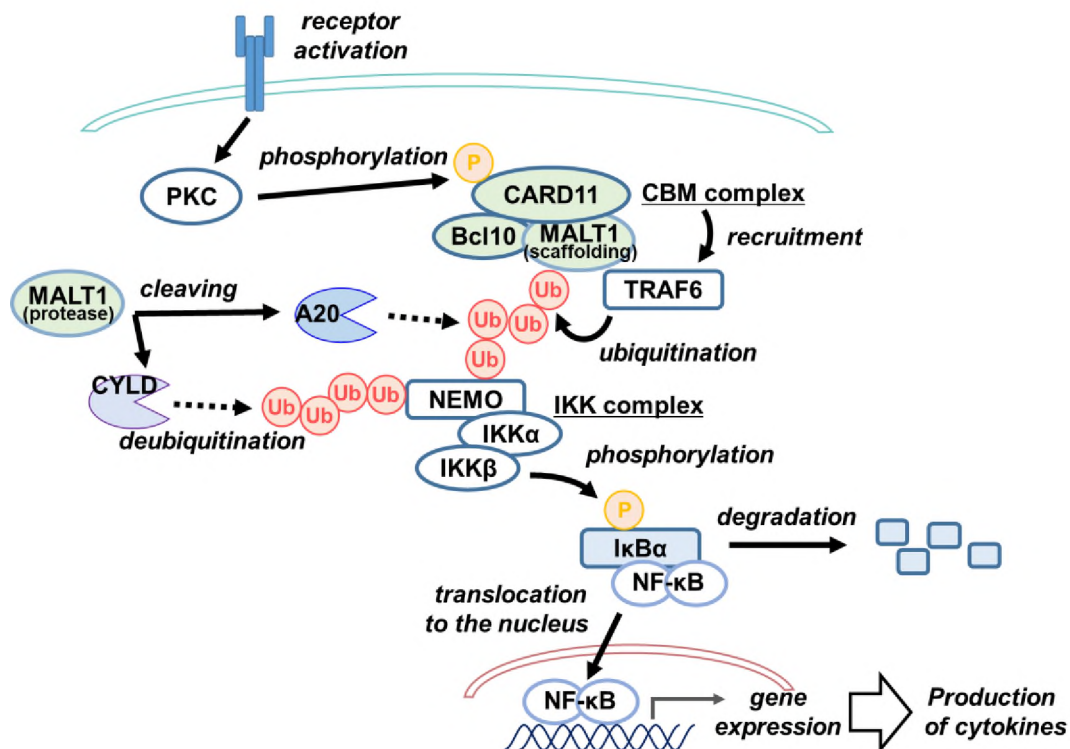 receptor
activation
phosphorylation
P
PKC
CARD11
CBM complex
Bcl10
MALT1
(scaffolding)
recruitment
TRAF6
MALT1
(protease)
cleaving
A20
Ub
Ub
Ub
Ub
ubiquitination
CYLD
deubiquitination
Ub
Ub
Ub
Ub
NEMO
IKK complex
IKKα
IKKβ
phosphorylation
P
IκBα
NF-κB
degradation
translocation
to the nucleus
NF-κB
gene
expression
Production
of cytokines